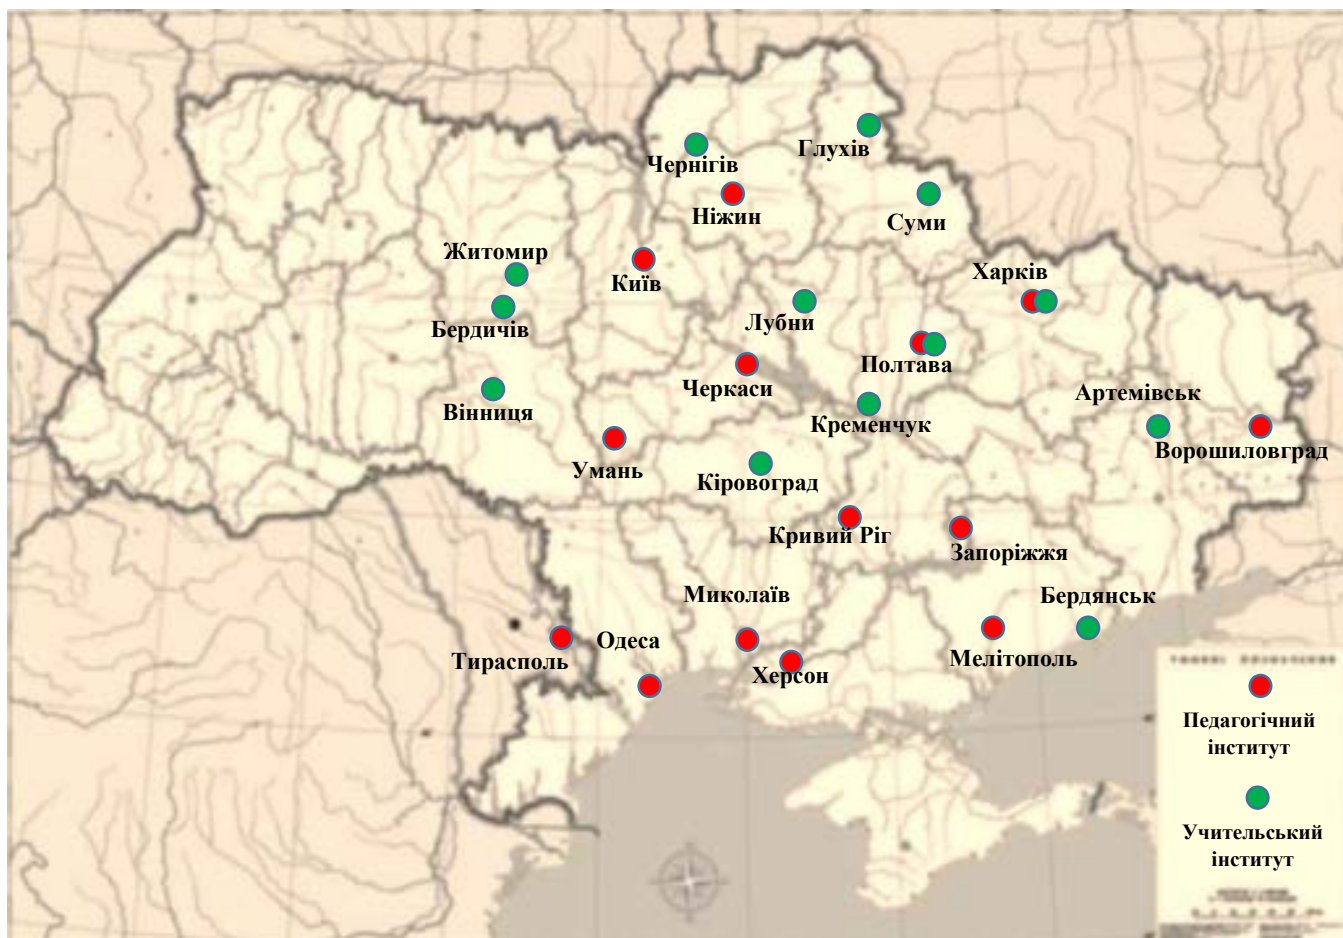 Чернігів
Глухів
Ніжин
Суми
Житомир
Київ
Харків
Бердичів
Лубни
Полтава
Черкаси
Вінниця
Артемівськ
Кременчук
Умань
Ворошиловград
Кіровоград
Кривий Ріг
Запоріжжя
Миколаїв
Бердянськ
Одеса
Тирасполь
Мелітополь
Херсон
Педагогічний
інститут
Учительський
інститут